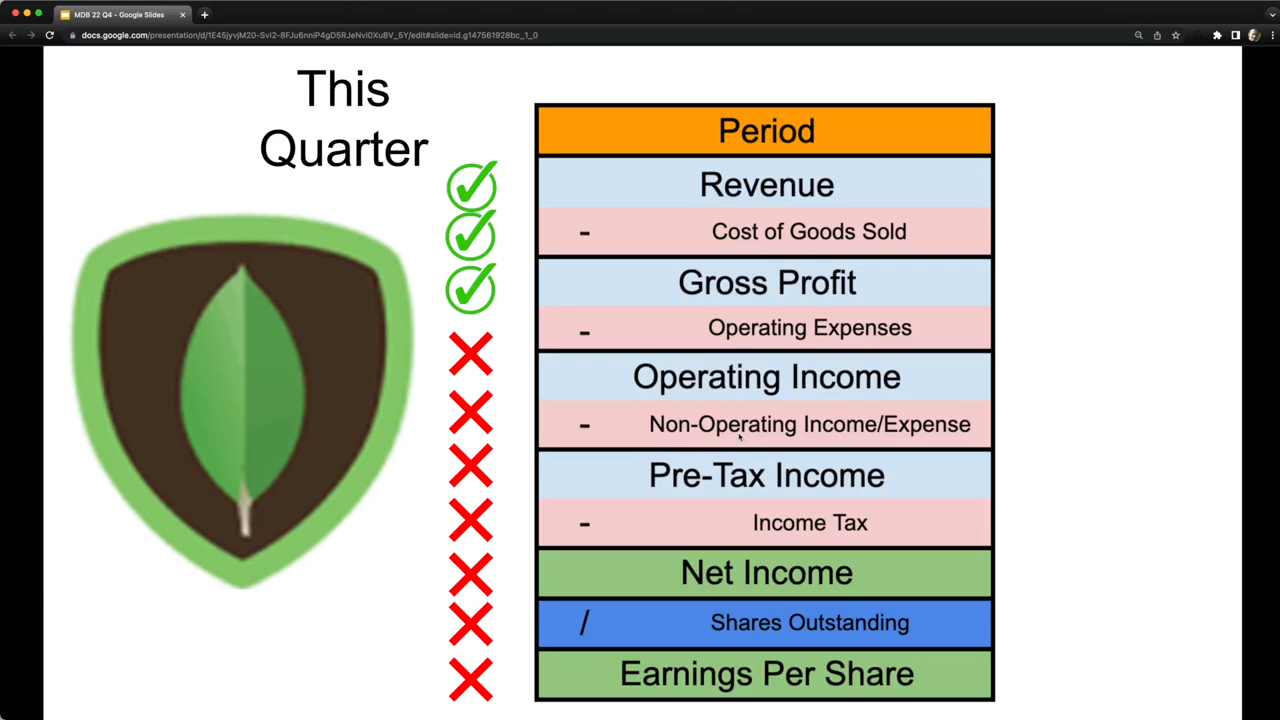 MDB 22 Q4 - Google Slides
docs.google.com/presentation/d/1E45jyvjM20-SvI2-8FJu6nniP4gD5RJeNvl0Xu8V_5Y/edit#slide=id.g147561928bc_1_0
This
Quarter
Period
Revenue
- Cost of Goods Sold
Gross Profit
- Operating Expenses
Operating Income
- Non-Operating Income/Expense
Pre-Tax Income
- Income Tax
Net Income
/ Shares Outstanding
Earnings Per Share